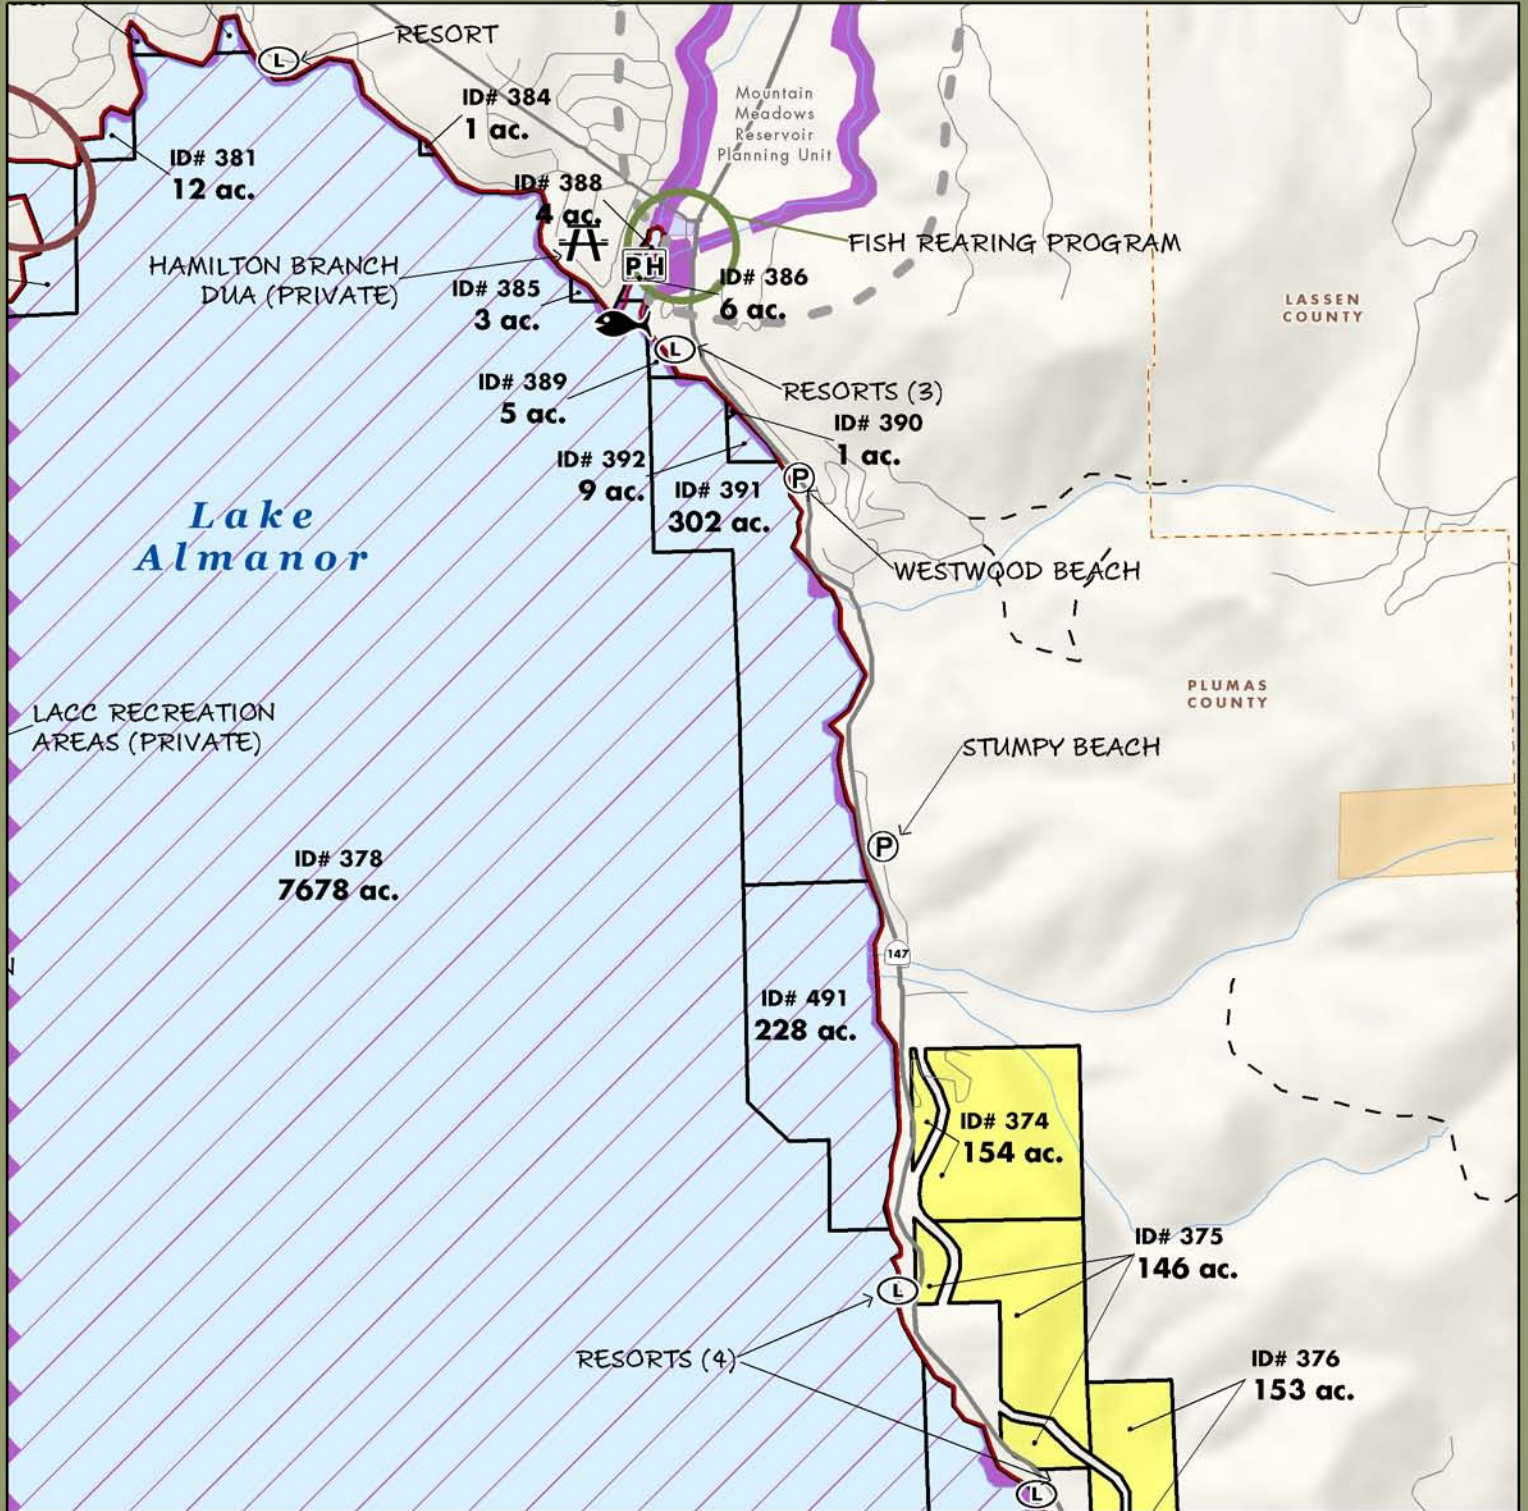 RESORT
L
ID# 384
1 ac.
Mountain
Meadows
Reservoir
Planning Unit
ID# 381
12 ac.
ID# 388
4 ac.
FISH REARING PROGRAM
HAMILTON BRANCH
DUA (PRIVATE)
PH
ID# 385
3 ac.
ID# 386
6 ac.
LASSEN
COUNTY
L
ID# 389
5 ac.
RESORTS (3)
ID# 390
1 ac.
ID# 392
9 ac.
P
ID# 391
302 ac.
Lake
Almanor
WESTWOOD BEACH
PLUMAS
COUNTY
LACC RECREATION
AREAS (PRIVATE)
STUMPY BEACH
P
ID# 378
7678 ac.
147
ID# 491
228 ac.
ID# 374
154 ac.
ID# 375
146 ac.
L
RESORTS (4)
ID# 376
153 ac.
L